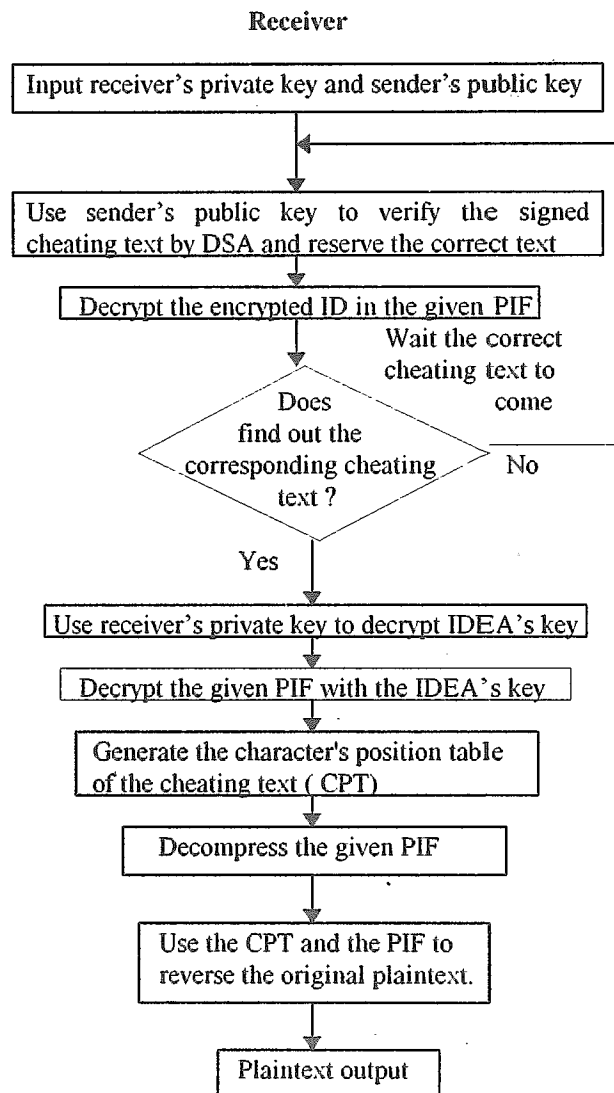 Receiver
Input receiver's private key and sender's public key
Use sender's public key to verify the signed
cheating text by DSA and reserve the correct text
Decrypt the encrypted ID in the given PIF
Wait the correct
cheating text to
come
Does
find out the
corresponding cheating
text ?
No
Yes
Use receiver's private key to decrypt IDEA's key
Decrypt the given PIF with the IDEA's key
Generate the character's position table
of the cheating text ( CPT)
Decompress the given PIF
Use the CPT and the PIF to
reverse the original plaintext.
Plaintext output